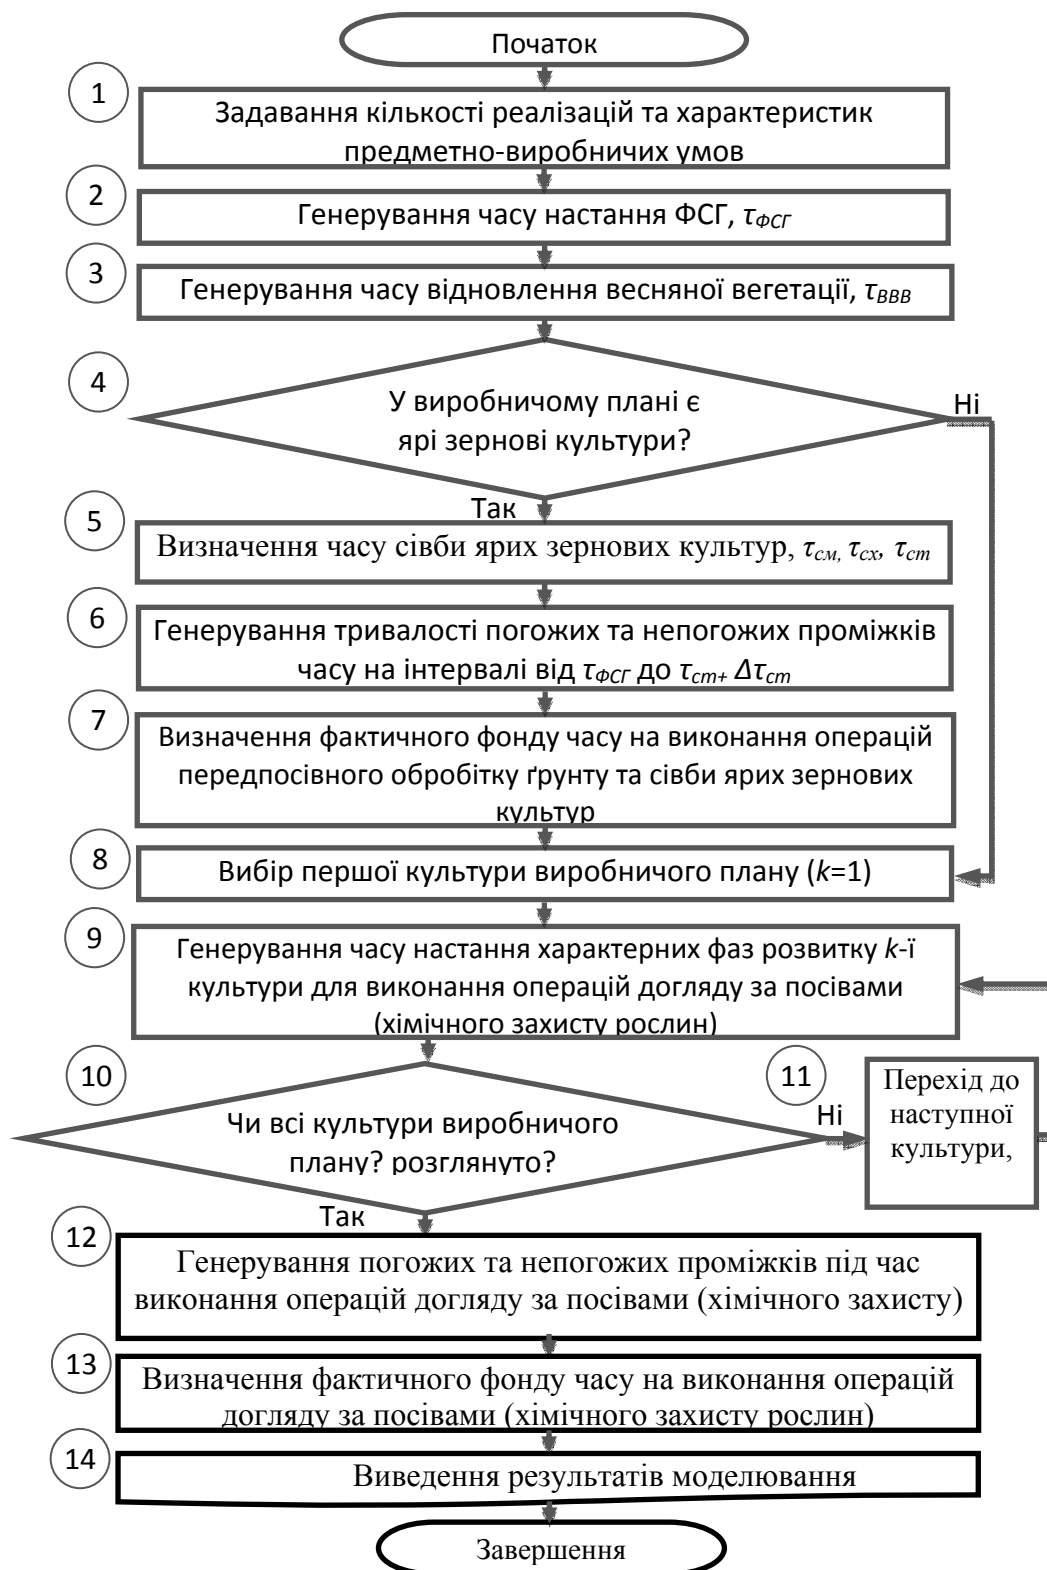 Початок
1
Задавання кількості реалізацій та характеристик
предметно-виробничих умов
2
Генерування часу настання ФСГ, τФСГ
3
Генерування часу відновлення весняної вегетації, τВВВ
4
У виробничому плані є
ярі зернові культури?
Ні
Так
5
Визначення часу сівби ярих зернових культур, τсм, τсх, τст
6
Генерування тривалості погожих та непогожих проміжків
часу на інтервалі від τФСГ до τст+ Δτст
7
Визначення фактичного фонду часу на виконання операцій
передпосівного обробітку ґрунту та сівби ярих зернових
культур
8
Вибір першої культури виробничого плану (k=1)
9
Генерування часу настання характерних фаз розвитку k-ї
культури для виконання операцій догляду за посівами
(хімічного захисту рослин)
10
Чи всі культури виробничого
плану? розглянуто?
Ні
11
Перехід до
наступної
культури,
Так
12
Генерування погожих та непогожих проміжків під час
виконання операцій догляду за посівами (хімічного захисту)
13
Визначення фактичного фонду часу на виконання операцій
догляду за посівами (хімічного захисту рослин)
14
Виведення результатів моделювання
Завершення